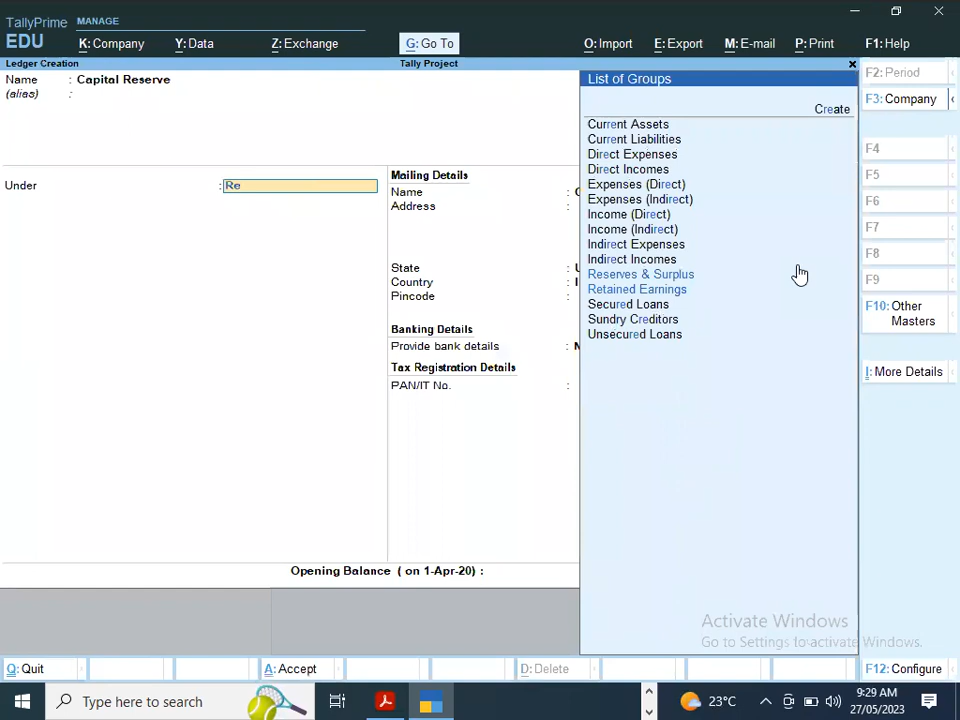 TallyPrime MANAGE
EDU
K: Company Y: Data Z: Exchange G: Go To O: Import E: Export M: E-mail P: Print F1: Help
Ledger Creation Tally Project
Name : Capital Reserve
(alias) :
Under : Re
Mailing Details
Name :
Address :
State :
Country :
Pincode :
Banking Details
Provide bank details :
Tax Registration Details
PAN/IT No. :
Opening Balance ( on 1-Apr-20) :
List of Groups
Create
Current Assets
Current Liabilities
Direct Expenses
Direct Incomes
Expenses (Direct)
Expenses (Indirect)
Income (Direct)
Income (Indirect)
Indirect Expenses
Indirect Incomes
Reserves & Surplus
Retained Earnings
Secured Loans
Sundry Creditors
Unsecured Loans
F2: Period
F3: Company
F4
F5
F6
F7
F8
F9
F10: Other
Masters
I: More Details
Activate Windows
Go to Settings to activate Windows.
Q: Quit A: Accept D: Delete F12: Configure
Type here to search 23°C 9:29 AM
27/05/2023